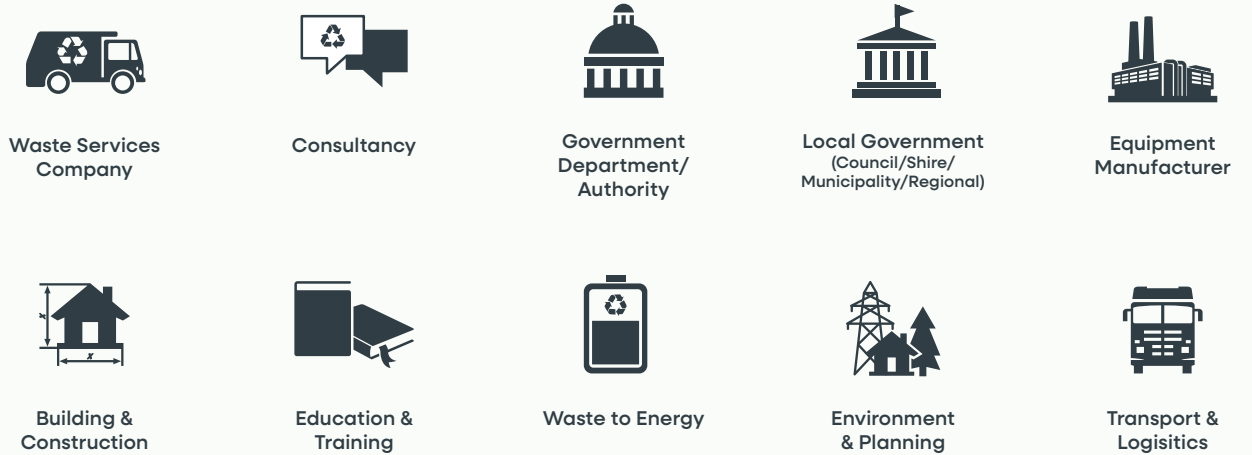 Waste Services
Company
Consultancy
Government
Department/
Authority
Local Government
(Council/Shire/
Municipality/Regional)
Equipment
Manufacturer
x
x
Building &
Construction
Education &
Training
Waste to Energy
Environment
& Planning
Transport &
Logisitics